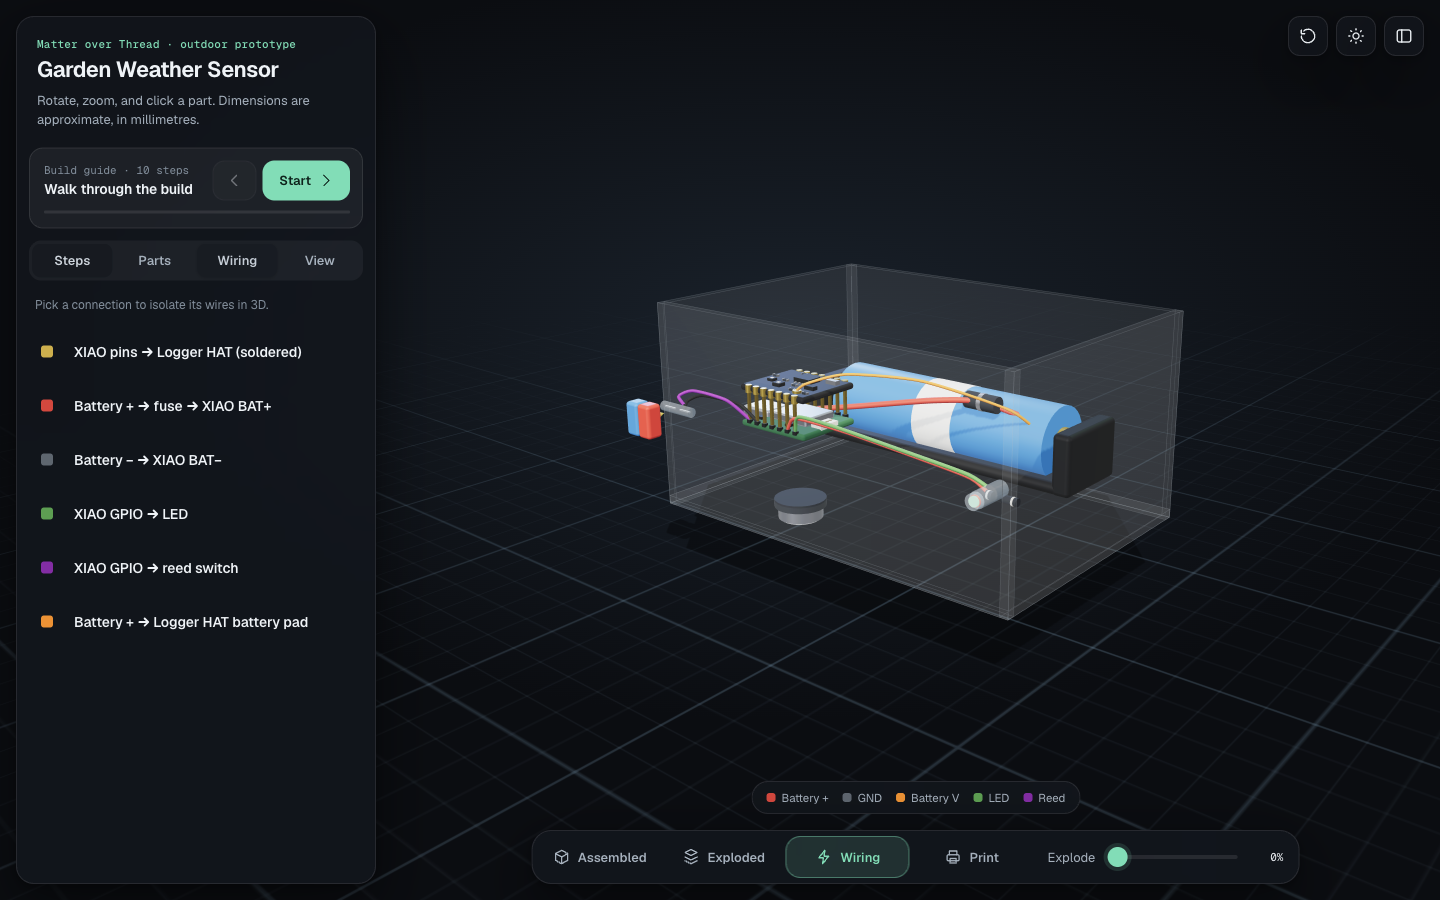 Matter over Thread · outdoor prototype
Garden Weather Sensor
Rotate, zoom, and click a part. Dimensions are
approximate, in millimetres.
Build guide · 10 steps
Walk through the build
Start
Steps
Parts
Wiring
View
Pick a connection to isolate its wires in 3D.
XIAO pins → Logger HAT (soldered)
Battery + → fuse → XIAO BAT+
Battery − → XIAO BAT−
XIAO GPIO → LED
XIAO GPIO → reed switch
Battery + → Logger HAT battery pad
Battery +
GND
Battery V
LED
Reed
Assembled
Exploded
Wiring
Print
Explode
0%